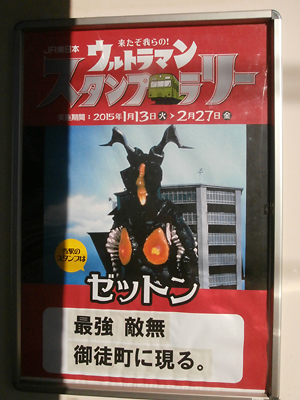 来たぞ我らの!
JR東日本
ウルトラマン
スタンプラリー
実施期間：2015年1月13日火＞2月27日金
当駅の
スタンプは
ゼットン
最強 敵無
御徒町に現る。